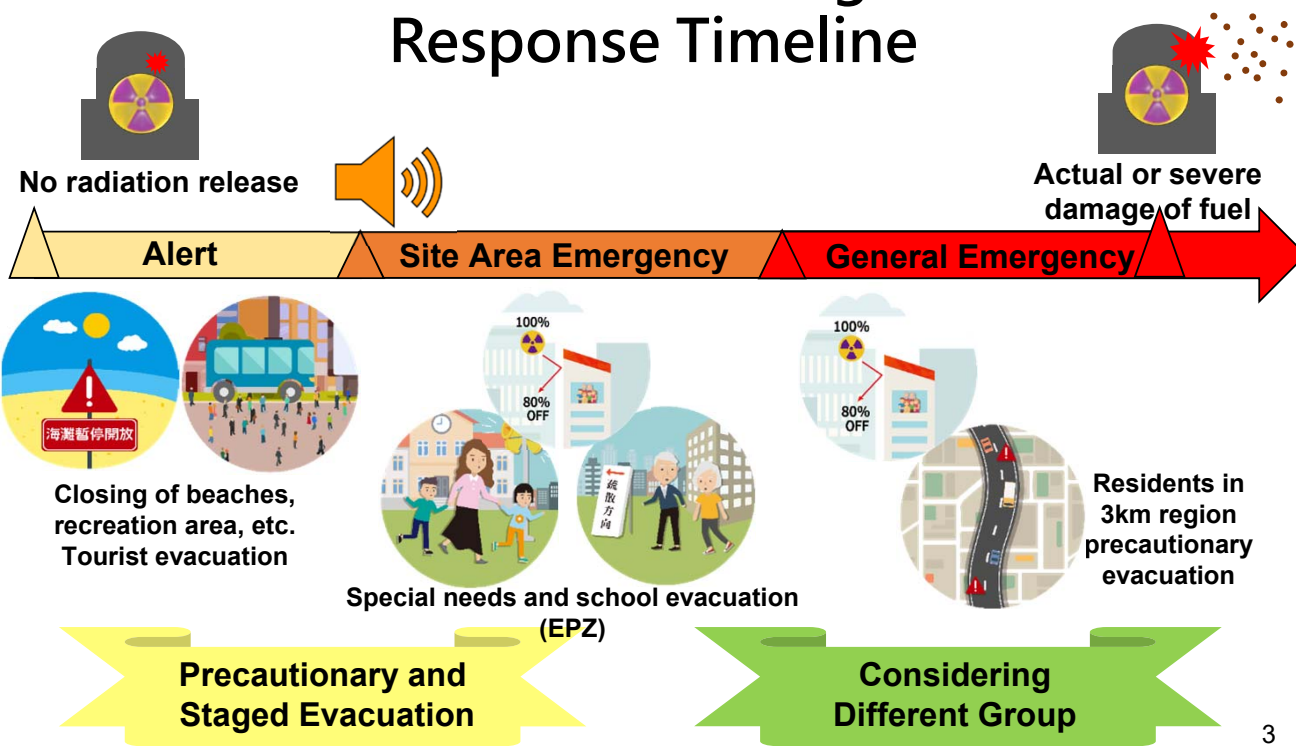 Response Timeline
No radiation release
Actual or severe
damage of fuel
Alert
Site Area Emergency
General Emergency
海灘暫停開放
100%
80%
OFF
疏散方向
100%
80%
OFF
Closing of beaches,
recreation area, etc.
Tourist evacuation
Special needs and school evacuation
(EPZ)
Residents in
3km region
precautionary
evacuation
Precautionary and
Staged Evacuation
Considering
Different Group
3